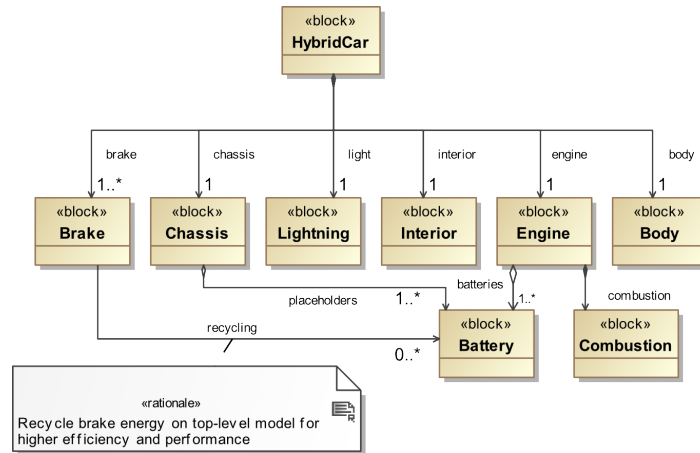 «block»
HybridCar
brake
chassis
light
interior
engine
body
1..*
1
1
1
1
1
«block»
Brake
«block»
Chassis
«block»
Lightning
«block»
Interior
«block»
Engine
«block»
Body
placeholders
1..*
batteries
1..*
combustion
recycling
0..*
«block»
Battery
«block»
Combustion
«rationale»
Recycle brake energy on top-level model for
higher efficiency and performance
R